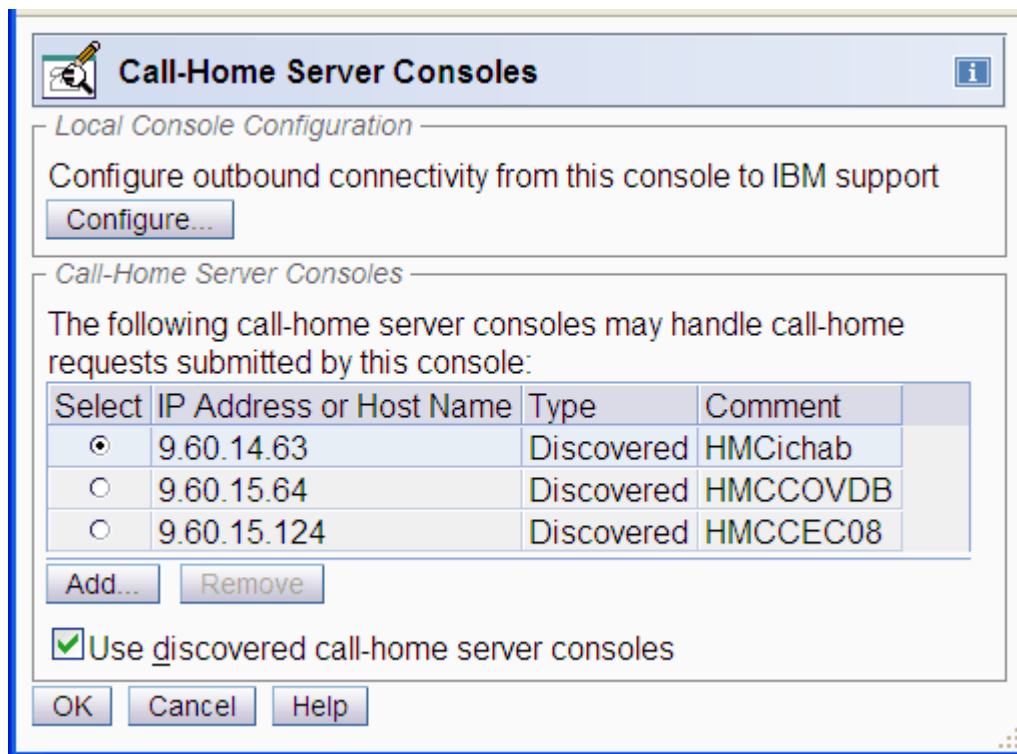 Call-Home Server Consoles
i
Local Console Configuration
Configure outbound connectivity from this console to IBM support
Configure...
Call-Home Server Consoles
The following call-home server consoles may handle call-home
requests submitted by this console:
Select IP Address or Host Name Type Comment
9.60.14.63 Discovered HMCichab
9.60.15.64 Discovered HMCCOVDB
9.60.15.124 Discovered HMCCEC08
Add... Remove
Use discovered call-home server consoles
OK Cancel Help